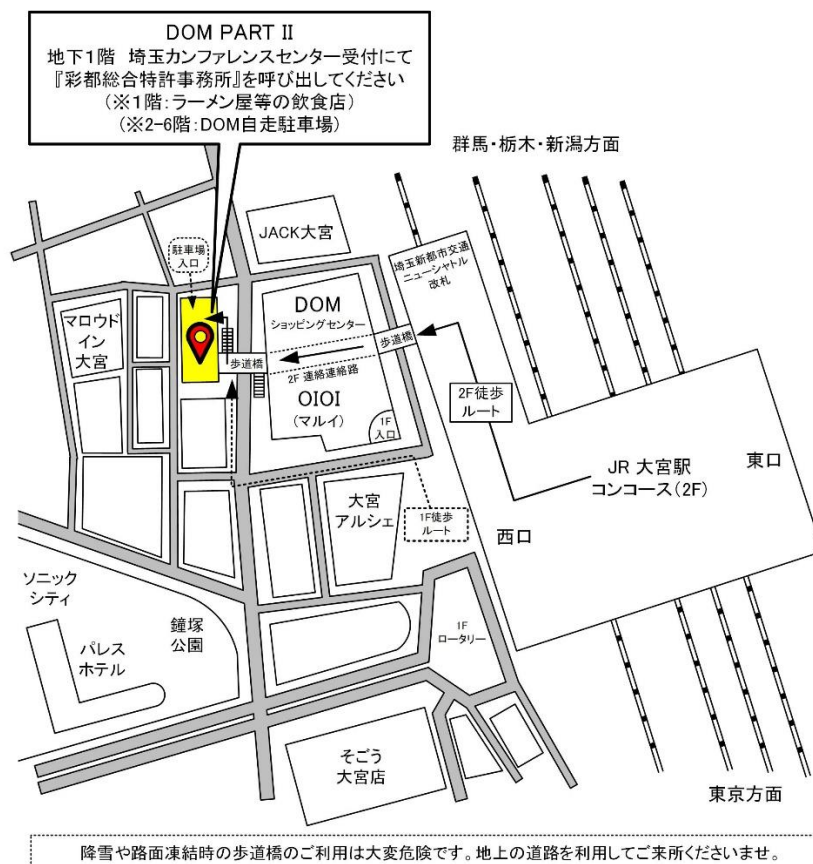 DOM PART II
地下1階 埼玉カンファレンスセンター受付にて
『彩都総合特許事務所』を呼び出してください
(※1階:ラーメン屋等の飲食店)
(※2-6階:DOM自走駐車場)
群馬・栃木・新潟方面
JACK大宮
駐車場
入口
埼玉新都市交通
ニューシャトル
改札
マロウド
イン
大宮
DOM
ショッピングセンター
歩道橋
歩道橋
2F 連絡連絡路
OIOI
(マルイ)
1F
入口
2F徒歩
ルート
JR 大宮駅
コンコース(2F)
東口
西口
大宮
アルシェ
1F徒歩
ルート
ソニック
シティ
鐘塚
公園
パレス
ホテル
1F
ロータリー
そごう
大宮店
東京方面
降雪や路面凍結時の歩道橋のご利用は大変危険です。地上の道路を利用してご来所くださいませ。